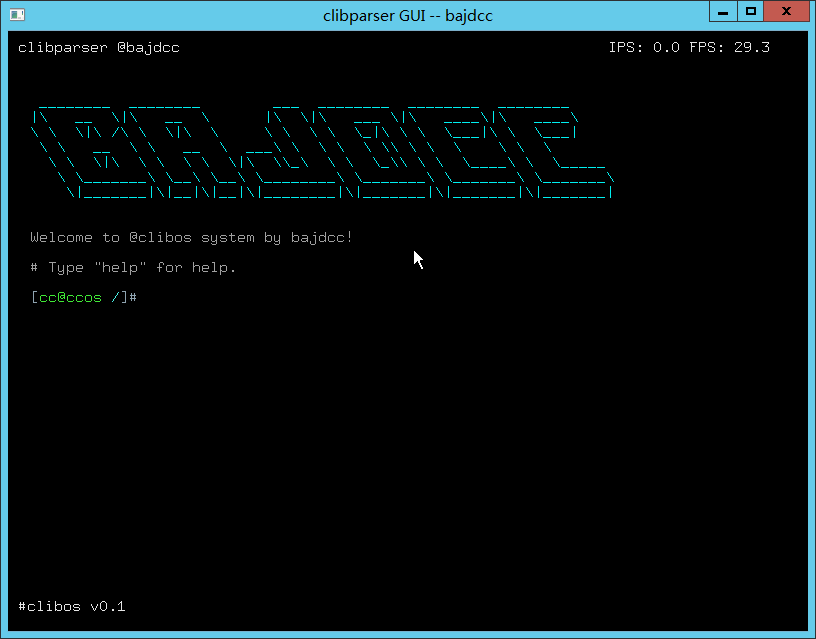 clibparser GUI -- bajdcc
clibparser @bajdcc
IPS: 0.0 FPS: 29.3
BAJDCC
Welcome to @clibos system by bajdcc!
# Type "help" for help.
[cc@ccos /]#
#clibos v0.1